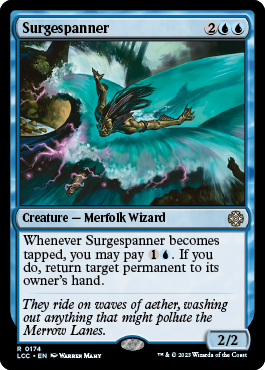 Surgespanner 2
Creature — Merfolk Wizard
Whenever Surgespanner becomes
tapped, you may pay 1. If you
do, return target permanent to its
owner's hand.
They ride on waves of aether, washing
out anything that might pollute the
Merrow Lanes.
2/2
R 0174
LCC • EN Warren Mahy
™ & © 2023 Wizards of the Coast